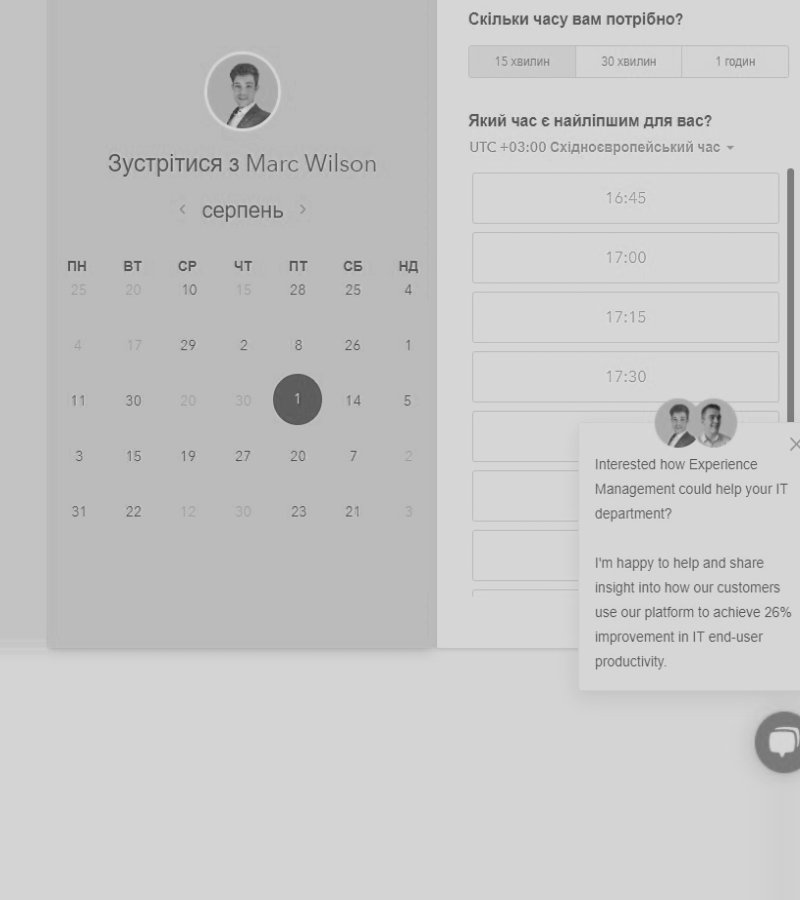 Зустрітися з Marc Wilson
серпень
ПН ВТ СР ЧТ ПТ СБ НД
25 20 10 15 28 25 4
4 17 29 2 8 26 1
11 30 20 30 1 14 5
3 15 19 27 20 7 2
31 22 12 30 23 21 3
Скільки часу вам потрібно?
15 хвилин 30 хвилин 1 годин
Який час є найліпшим для вас?
UTC +03:00 Східноєвропейський час
16:45
17:00
17:15
17:30
Interested how Experience
Management could help your IT
department?
I'm happy to help and share
insight into how our customers
use our platform to achieve 26%
improvement in IT end-user
productivity.